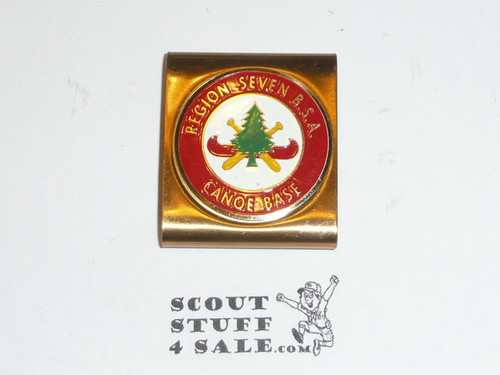 REGION SEVEN B.S.A.
CANOE BASE
SCOUT
STUFF
4 SALE.COM